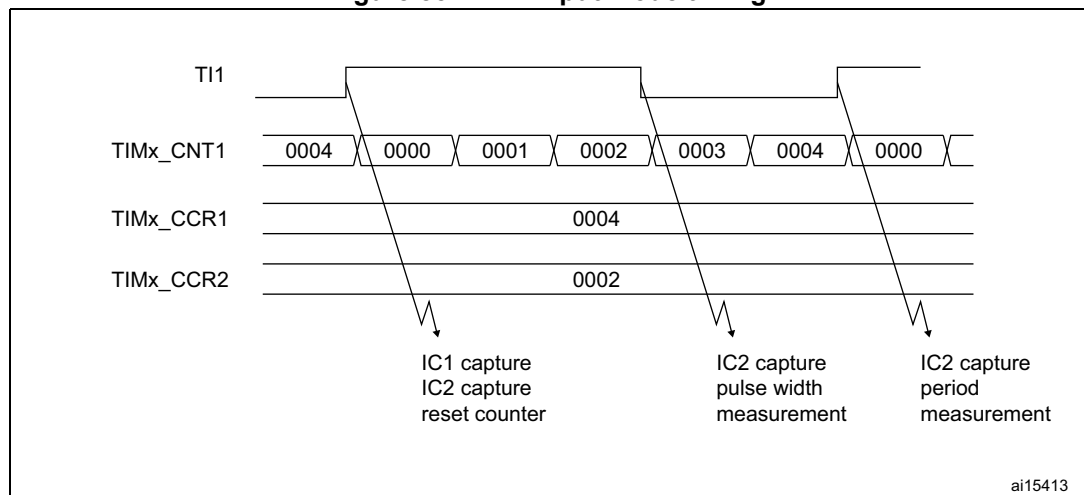 TI1
TIMx_CNT1 0004 0000 0001 0002 0003 0004 0000
TIMx_CCR1 0004
TIMx_CCR2 0002
IC1 capture
IC2 capture
reset counter
IC2 capture
pulse width
measurement
IC2 capture
period
measurement
ai15413